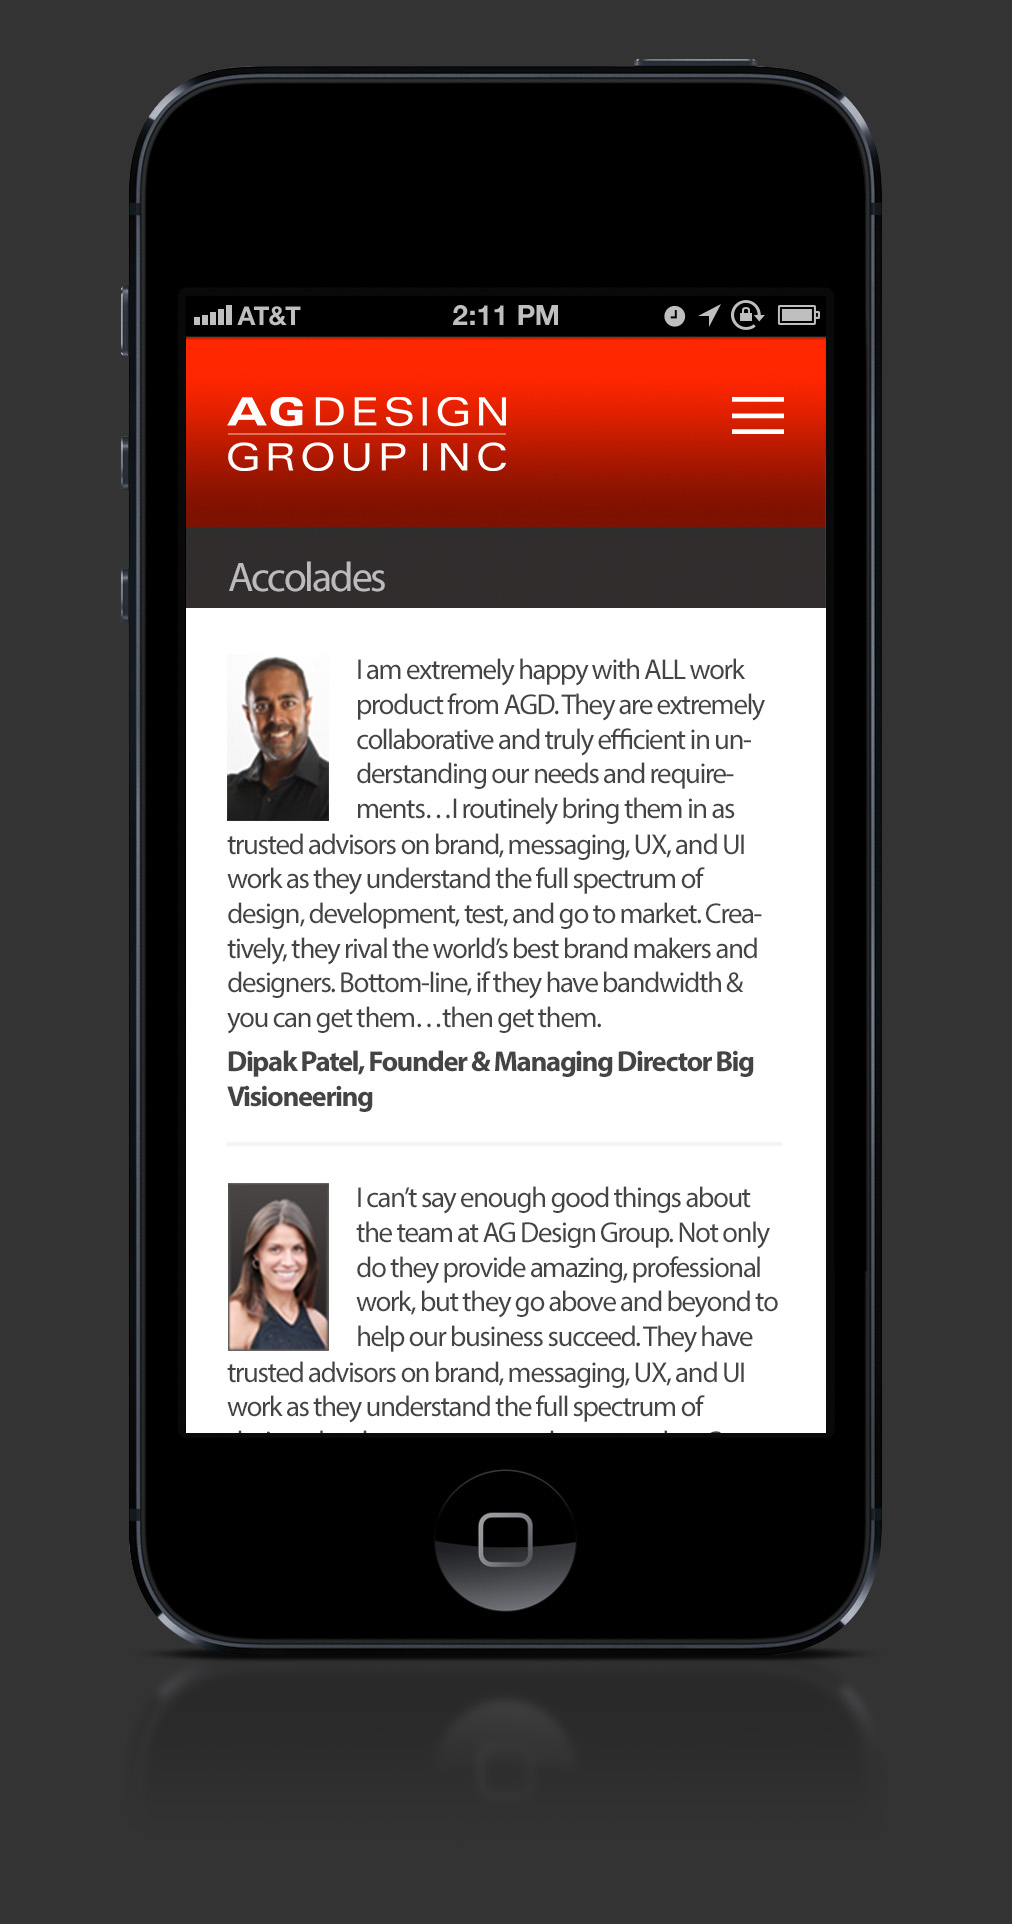 AT&T 2:11 PM
AG DESIGN
GROUP INC
Accolades
I am extremely happy with ALL work
product from AGD. They are extremely
collaborative and truly efficient in un-
derstanding our needs and require-
ments…I routinely bring them in as
trusted advisors on brand, messaging, UX, and UI
work as they understand the full spectrum of
design, development, test, and go to market. Crea-
tively, they rival the world’s best brand makers and
designers. Bottom-line, if they have bandwidth &
you can get them…then get them.
Dipak Patel, Founder & Managing Director Big
Visioneering
I can’t say enough good things about
the team at AG Design Group. Not only
do they provide amazing, professional
work, but they go above and beyond to
help our business succeed. They have
trusted advisors on brand, messaging, UX, and UI
work as they understand the full spectrum of